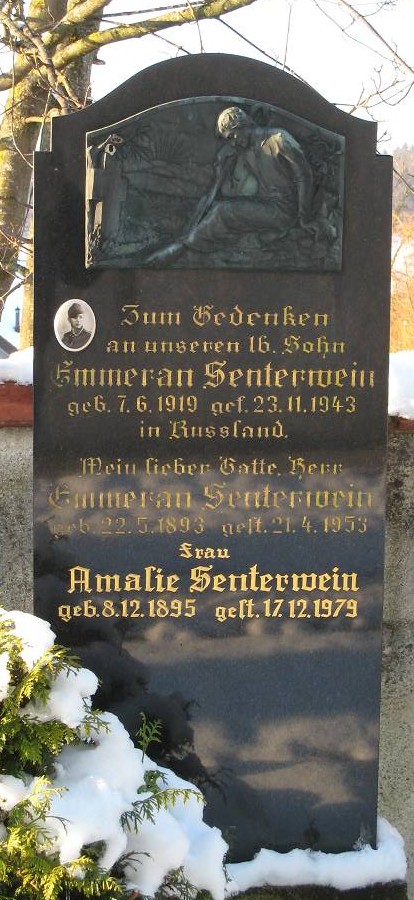 Zum Gedenken
an unseren lb. Sohn
Emmeran Senterwein
geb. 7. 6. 1919 gef. 23. 11. 1943
in Russland.
Mein lieber Gatte, Herr
Emmeran Senterwein
geb. 22. 5. 1893 gest. 21. 4. 1953
Frau
Amalie Senterwein
geb. 8. 12. 1895 gest. 17. 12. 1979